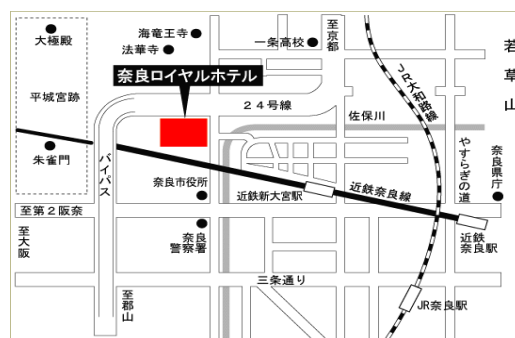 海竜王寺
大極殿
法華寺
一条高校
至京都
若草山
奈良ロイヤルホテル
JR大和路線
平城宮跡
24号線
佐保川
朱雀門
バイパス
やすらぎの道
奈良県庁
奈良市役所
近鉄新大宮駅
近鉄奈良線
至第2阪奈
至大阪
奈良
警察署
近鉄
奈良駅
三条通り
至郡山
JR奈良駅